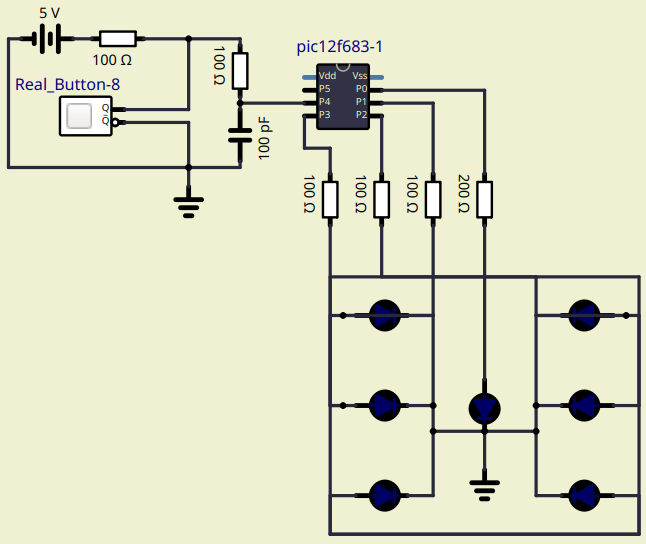 5 V
100 Ω
Real_Button-8
Q
Q̅
100 Ω
100 pF
pic12f683-1
Vdd Vss
P5 P0
P4 P1
P3 P2
100 Ω
100 Ω
100 Ω
200 Ω